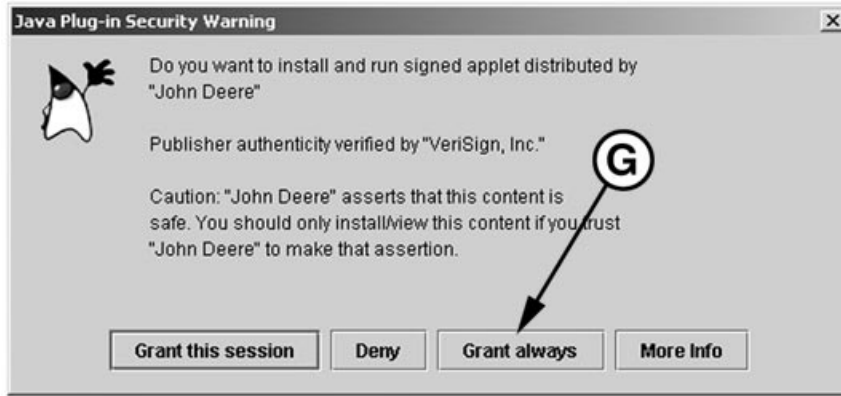 Java Plug-in Security Warning
Do you want to install and run signed applet distributed by
"John Deere"
Publisher authenticity verified by "VeriSign, Inc."
G
Caution: "John Deere" asserts that this content is
safe. You should only install/view this content if you trust
"John Deere" to make that assertion.
Grant this session Deny Grant always More Info